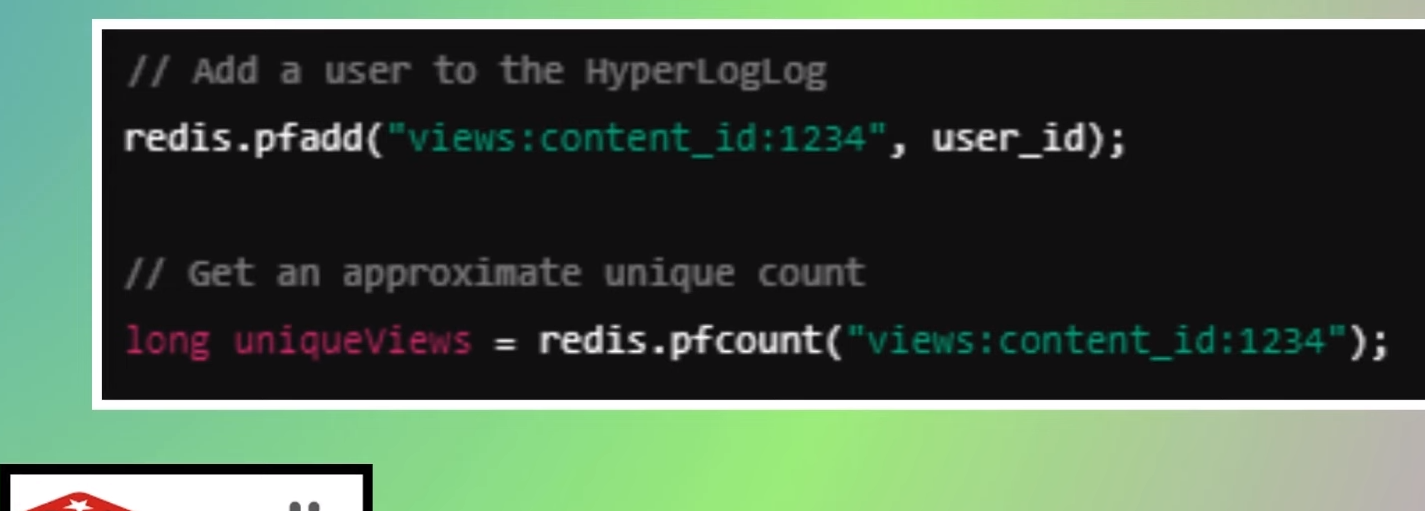 // Add a user to the HyperLogLog
redis.pfadd("views:content_id:1234", user_id);
// Get an approximate unique count
long uniqueViews = redis.pfcount("views:content_id:1234");